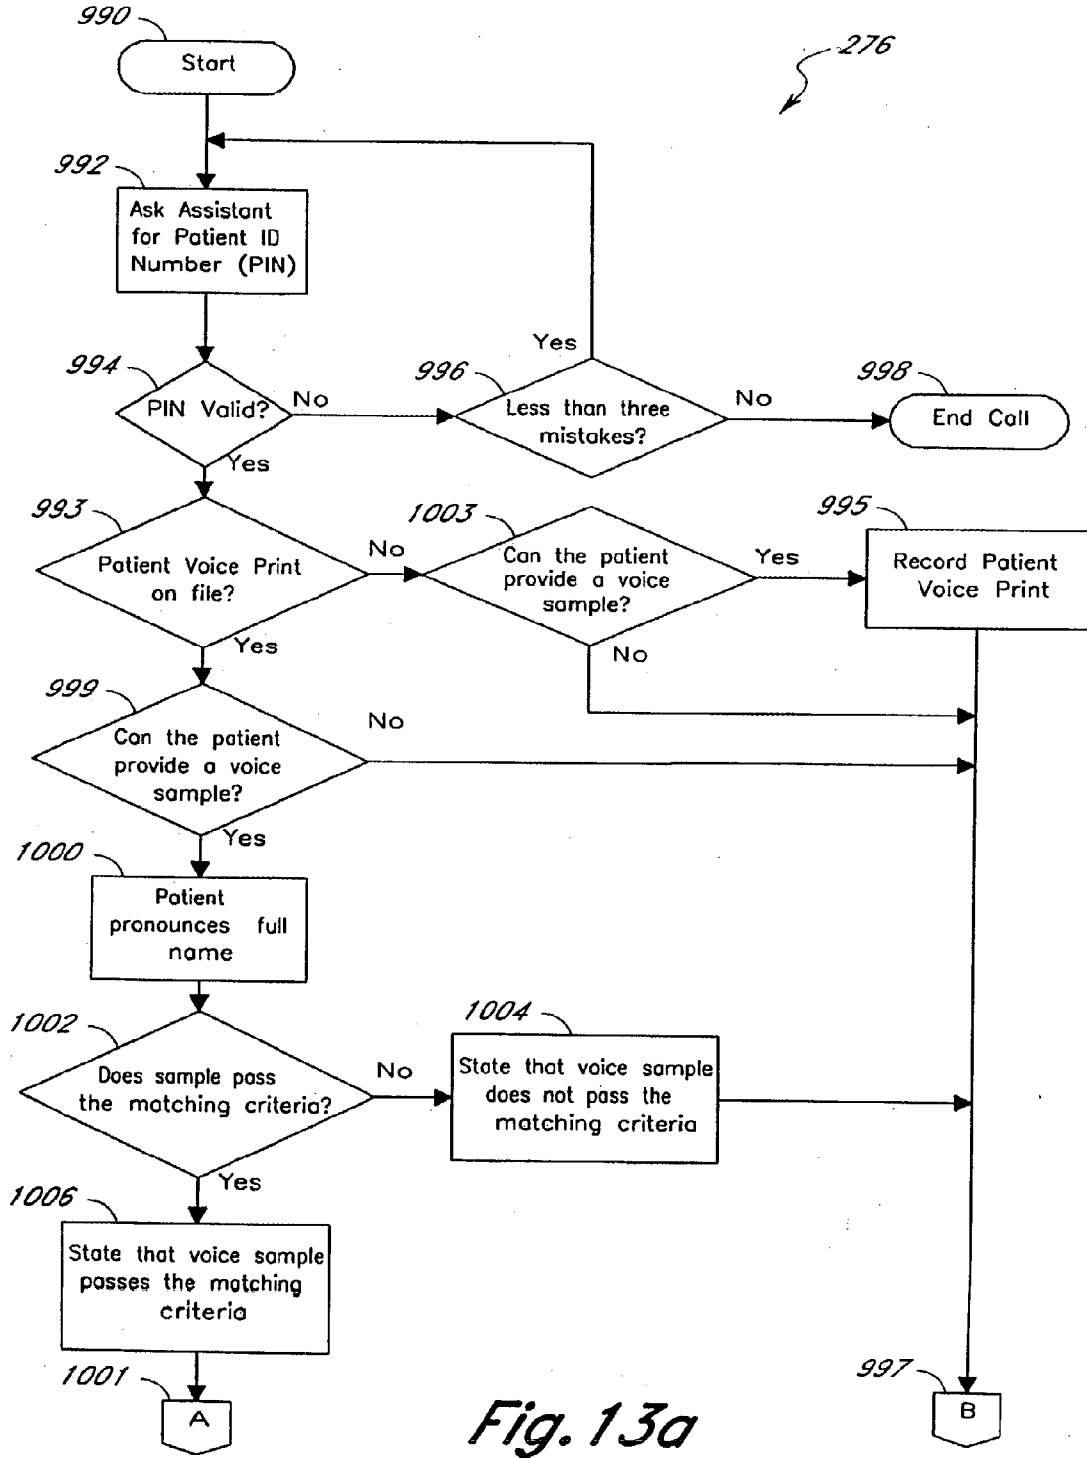 990
Start
276
992
Ask Assistant
for Patient ID
Number (PIN)
Yes
994
PIN Valid?
No
996
Less than three
mistakes?
No
998
End Call
Yes
993
Patient Voice Print
on file?
No
1003
Can the patient
provide a voice
sample?
Yes
995
Record Patient
Voice Print
Yes
No
999
Can the patient
provide a voice
sample?
No
Yes
1000
Patient
pronounces full
name
1002
Does sample pass
the matching criteria?
No
1004
State that voice sample
does not pass the
matching criteria
Yes
1006
State that voice sample
passes the matching
criteria
1001
A
997
B
Fig. 13a